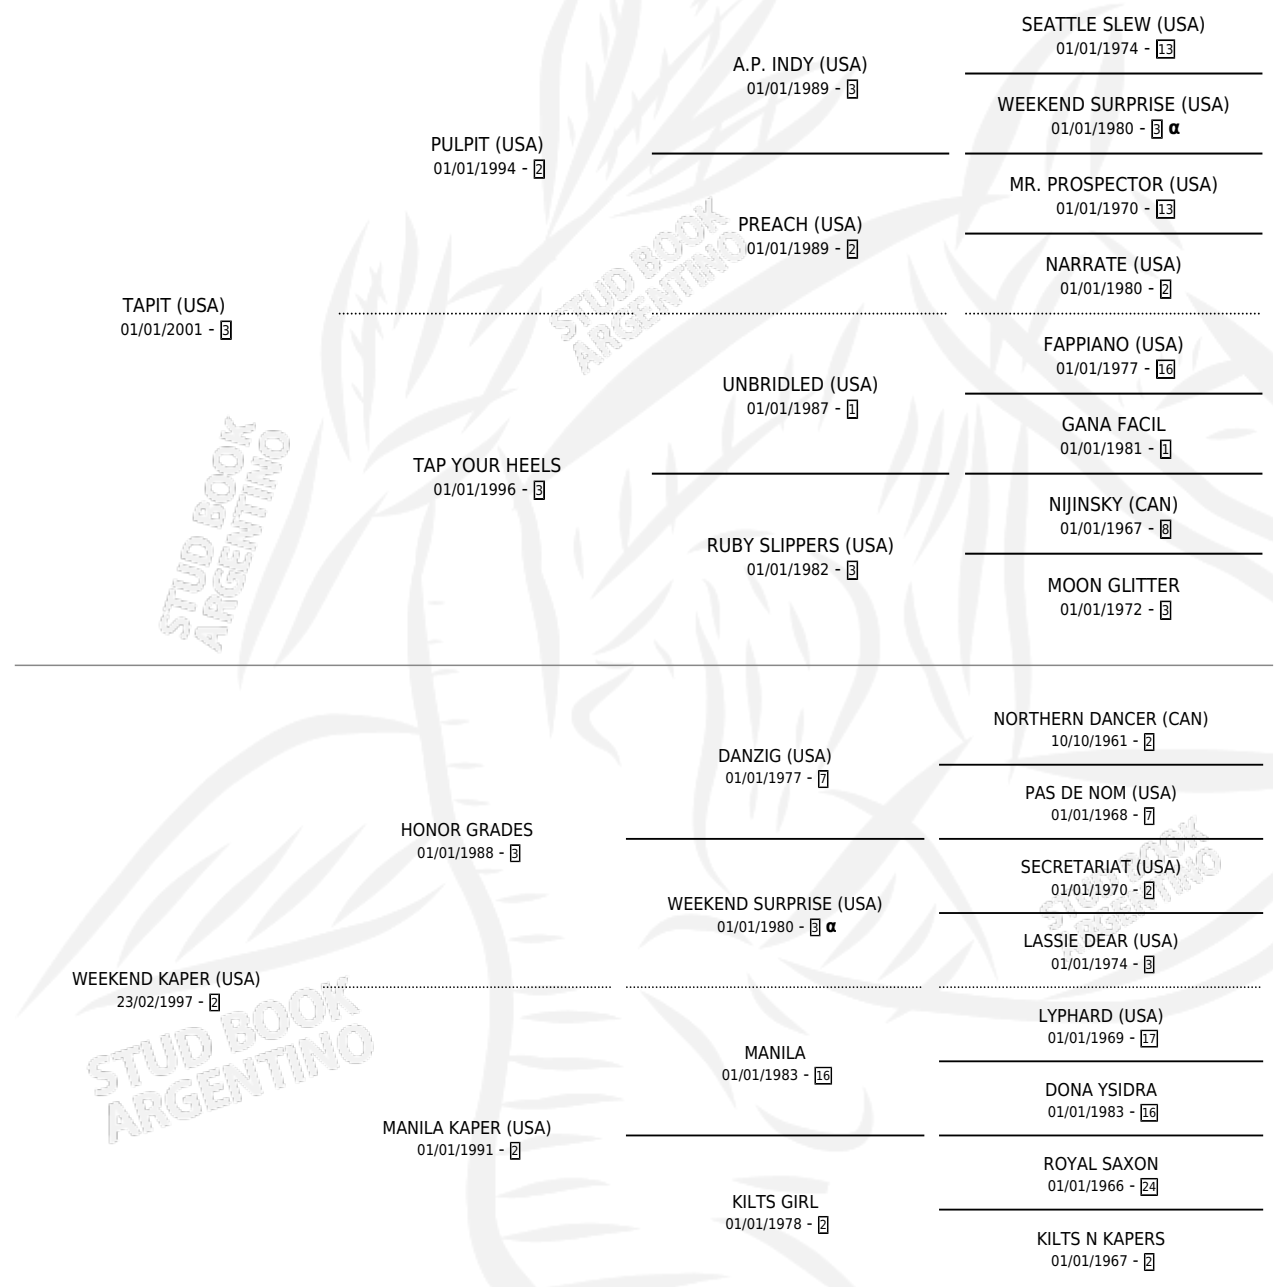 SEATTLE SLEW (USA)
01/01/1974 - 13
A.P. INDY (USA)
01/01/1989 - 3
WEEKEND SURPRISE (USA)
01/01/1980 - 3 α
PULPIT (USA)
01/01/1994 - 2
MR. PROSPECTOR (USA)
01/01/1970 - 13
PREACH (USA)
01/01/1989 - 2
NARRATE (USA)
01/01/1980 - 2
TAPIT (USA)
01/01/2001 - 3
STUD BOOK
ARGENTINO
FAPPIANO (USA)
01/01/1977 - 16
UNBRIDLED (USA)
01/01/1987 - 1
GANA FACIL
01/01/1981 - 1
TAP YOUR HEELS
01/01/1996 - 3
NIJINSKY (CAN)
01/01/1967 - 8
RUBY SLIPPERS (USA)
01/01/1982 - 3
MOON GLITTER
01/01/1972 - 3
STUD BOOK
ARGENTINO
NORTHERN DANCER (CAN)
10/10/1961 - 2
DANZIG (USA)
01/01/1977 - 7
PAS DE NOM (USA)
01/01/1968 - 7
HONOR GRADES
01/01/1988 - 3
SECRETARIAT (USA)
01/01/1970 - 2
WEEKEND SURPRISE (USA)
01/01/1980 - 3 α
STUD BOOK
ARGENTINO
LASSIE DEAR (USA)
01/01/1974 - 3
WEEKEND KAPER (USA)
23/02/1997 - 2
STUD BOOK
ARGENTINO
LYPHARD (USA)
01/01/1969 - 17
MANILA
01/01/1983 - 16
DONA YSIDRA
01/01/1983 - 16
MANILA KAPER (USA)
01/01/1991 - 2
ROYAL SAXON
01/01/1966 - 24
KILTS GIRL
01/01/1978 - 2
KILTS N KAPERS
01/01/1967 - 2